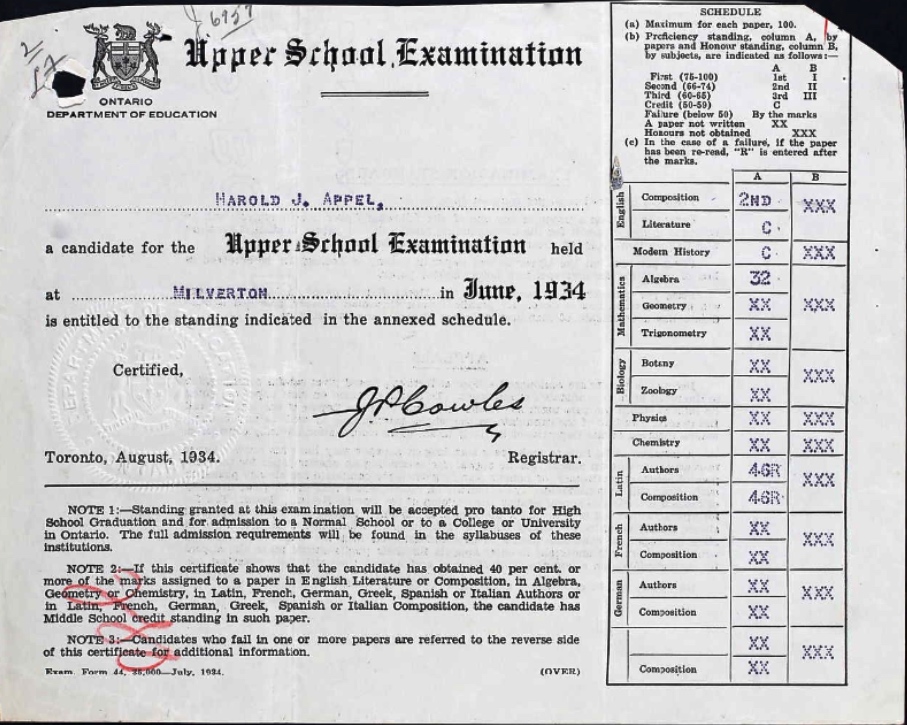 2
L7
J. 6957
ONTARIO
DEPARTMENT OF EDUCATION
Upper School Examination
HAROLD J. APPEL,
a candidate for the Upper School Examination held
at MILVERTON in June, 1934
is entitled to the standing indicated in the annexed schedule.
Certified,
Toronto, August, 1934.
Registrar.
NOTE 1:—Standing granted at this examination will be accepted pro tanto for High
School Graduation and for admission to a Normal School or to a College or University
in Ontario. The full admission requirements will be found in the syllabuses of these
institutions.
NOTE 2:—If this certificate shows that the candidate has obtained 40 per cent. or
more of the marks assigned to a paper in English Literature or Composition, in Algebra,
Geometry or Chemistry, in Latin, French, German, Greek, Spanish or Italian Authors or
in Latin, French, German, Greek, Spanish or Italian Composition, the candidate has
Middle School credit standing in such paper.
NOTE 3:—Candidates who fail in one or more papers are referred to the reverse side
of this certificate for additional information.
Exam. Form 44, 25,000—July, 1934. (OVER)
SCHEDULE
(a) Maximum for each paper, 100.
(b) Proficiency standing, column A, by
papers and Honour standing, column B,
by subjects, are indicated as follows:—
A B
First (75-100) 1st I
Second (66-74) 2nd II
Third (60-65) 3rd III
Credit (50-59) C
Failure (below 50) By the marks
A paper not written XX
Honours not obtained XXX
(c) In the case of a failure, if the paper
has been re-read, "R" is entered after
the marks.
A B
English
Composition 2ND XXX
Literature C
Modern History C XXX
Mathematics
Algebra 32
Geometry XX XXX
Trigonometry XX
Biology
Botany XX XXX
Zoology XX
Physics XX XXX
Chemistry XX XXX
Latin
Authors 46R XXX
Composition 46R
French
Authors XX XXX
Composition XX
German
Authors XX XXX
Composition XX
XX XXX
Composition XX